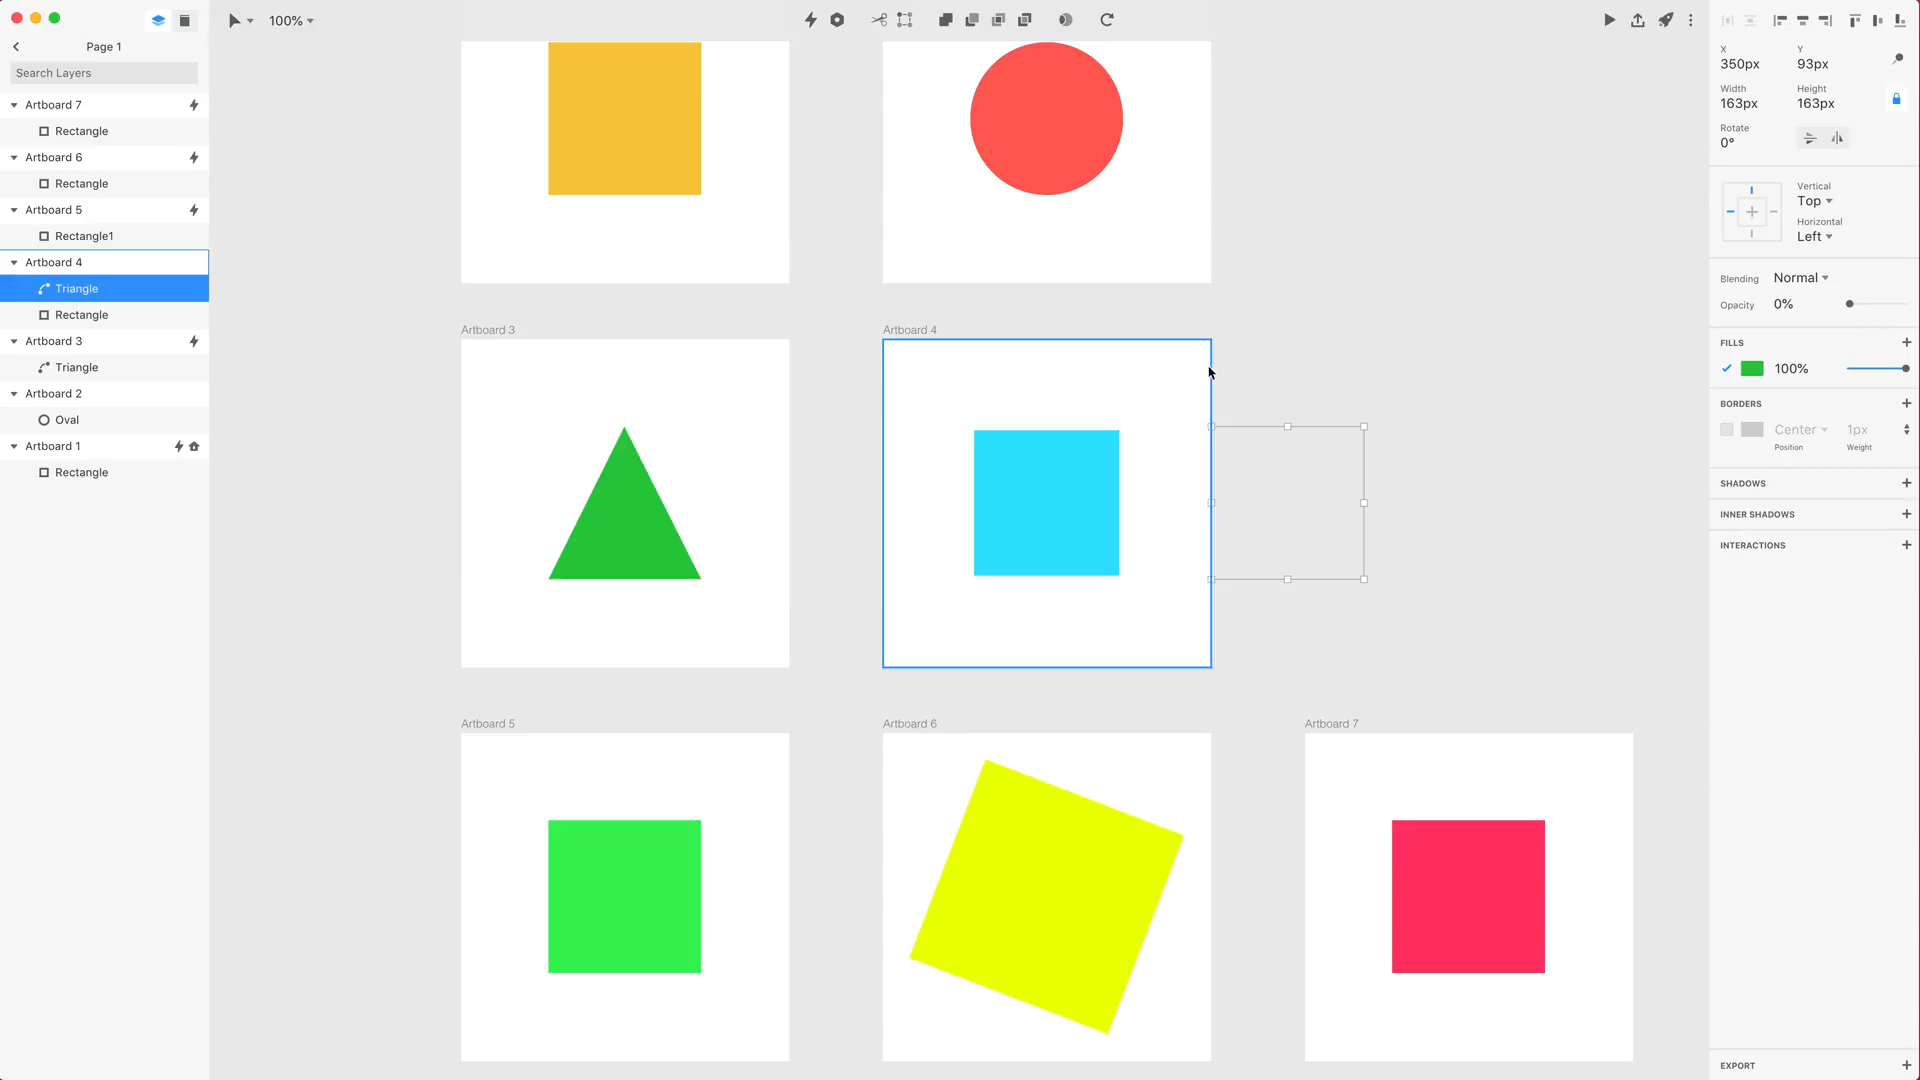 100%
Page 1
Search Layers
Artboard 7
Rectangle
Artboard 6
Rectangle
Artboard 5
Rectangle1
Artboard 4
Triangle
Rectangle
Artboard 3
Triangle
Artboard 2
Oval
Artboard 1
Rectangle
Artboard 3
Artboard 4
Artboard 5
Artboard 6
Artboard 7
X
Y
350px
93px
Width
Height
163px
163px
Rotate
0°
Vertical
Top
Horizontal
Left
Blending
Normal
Opacity
0%
FILLS
100%
BORDERS
Center
1px
Position
Weight
SHADOWS
INNER SHADOWS
INTERACTIONS
EXPORT